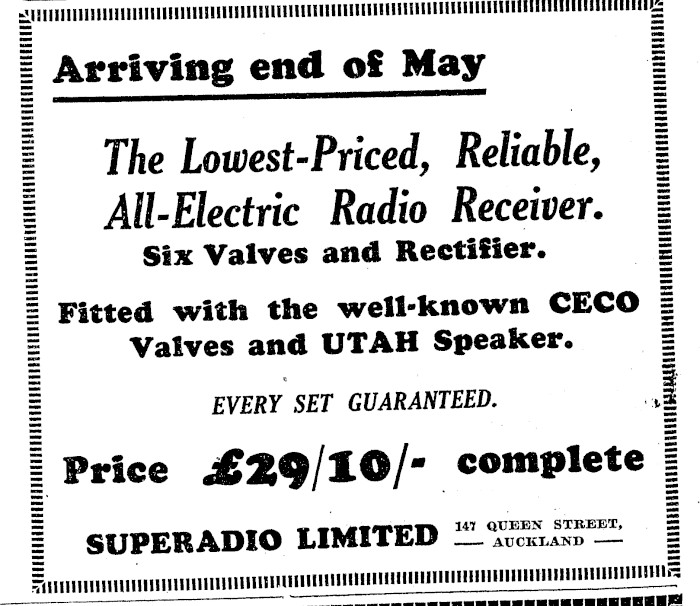 Arriving end of May
The Lowest-Priced, Reliable,
All-Electric Radio Receiver.
Six Valves and Rectifier.
Fitted with the well-known CECO
Valves and UTAH Speaker.
EVERY SET GUARANTEED.
Price £29/10/- complete
SUPERADIO LIMITED 147 QUEEN STREET,
AUCKLAND